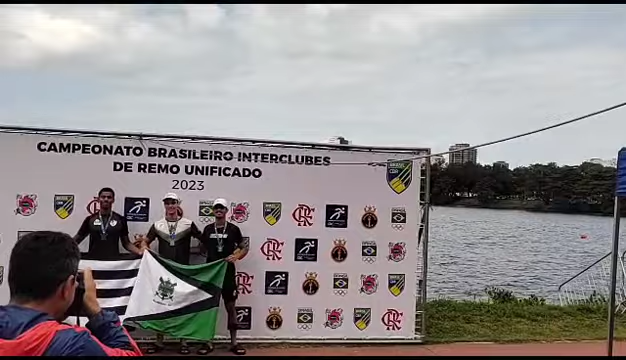 CAMPEONATO BRASILEIRO INTERCLUBES
DE REMO UNIFICADO
2023